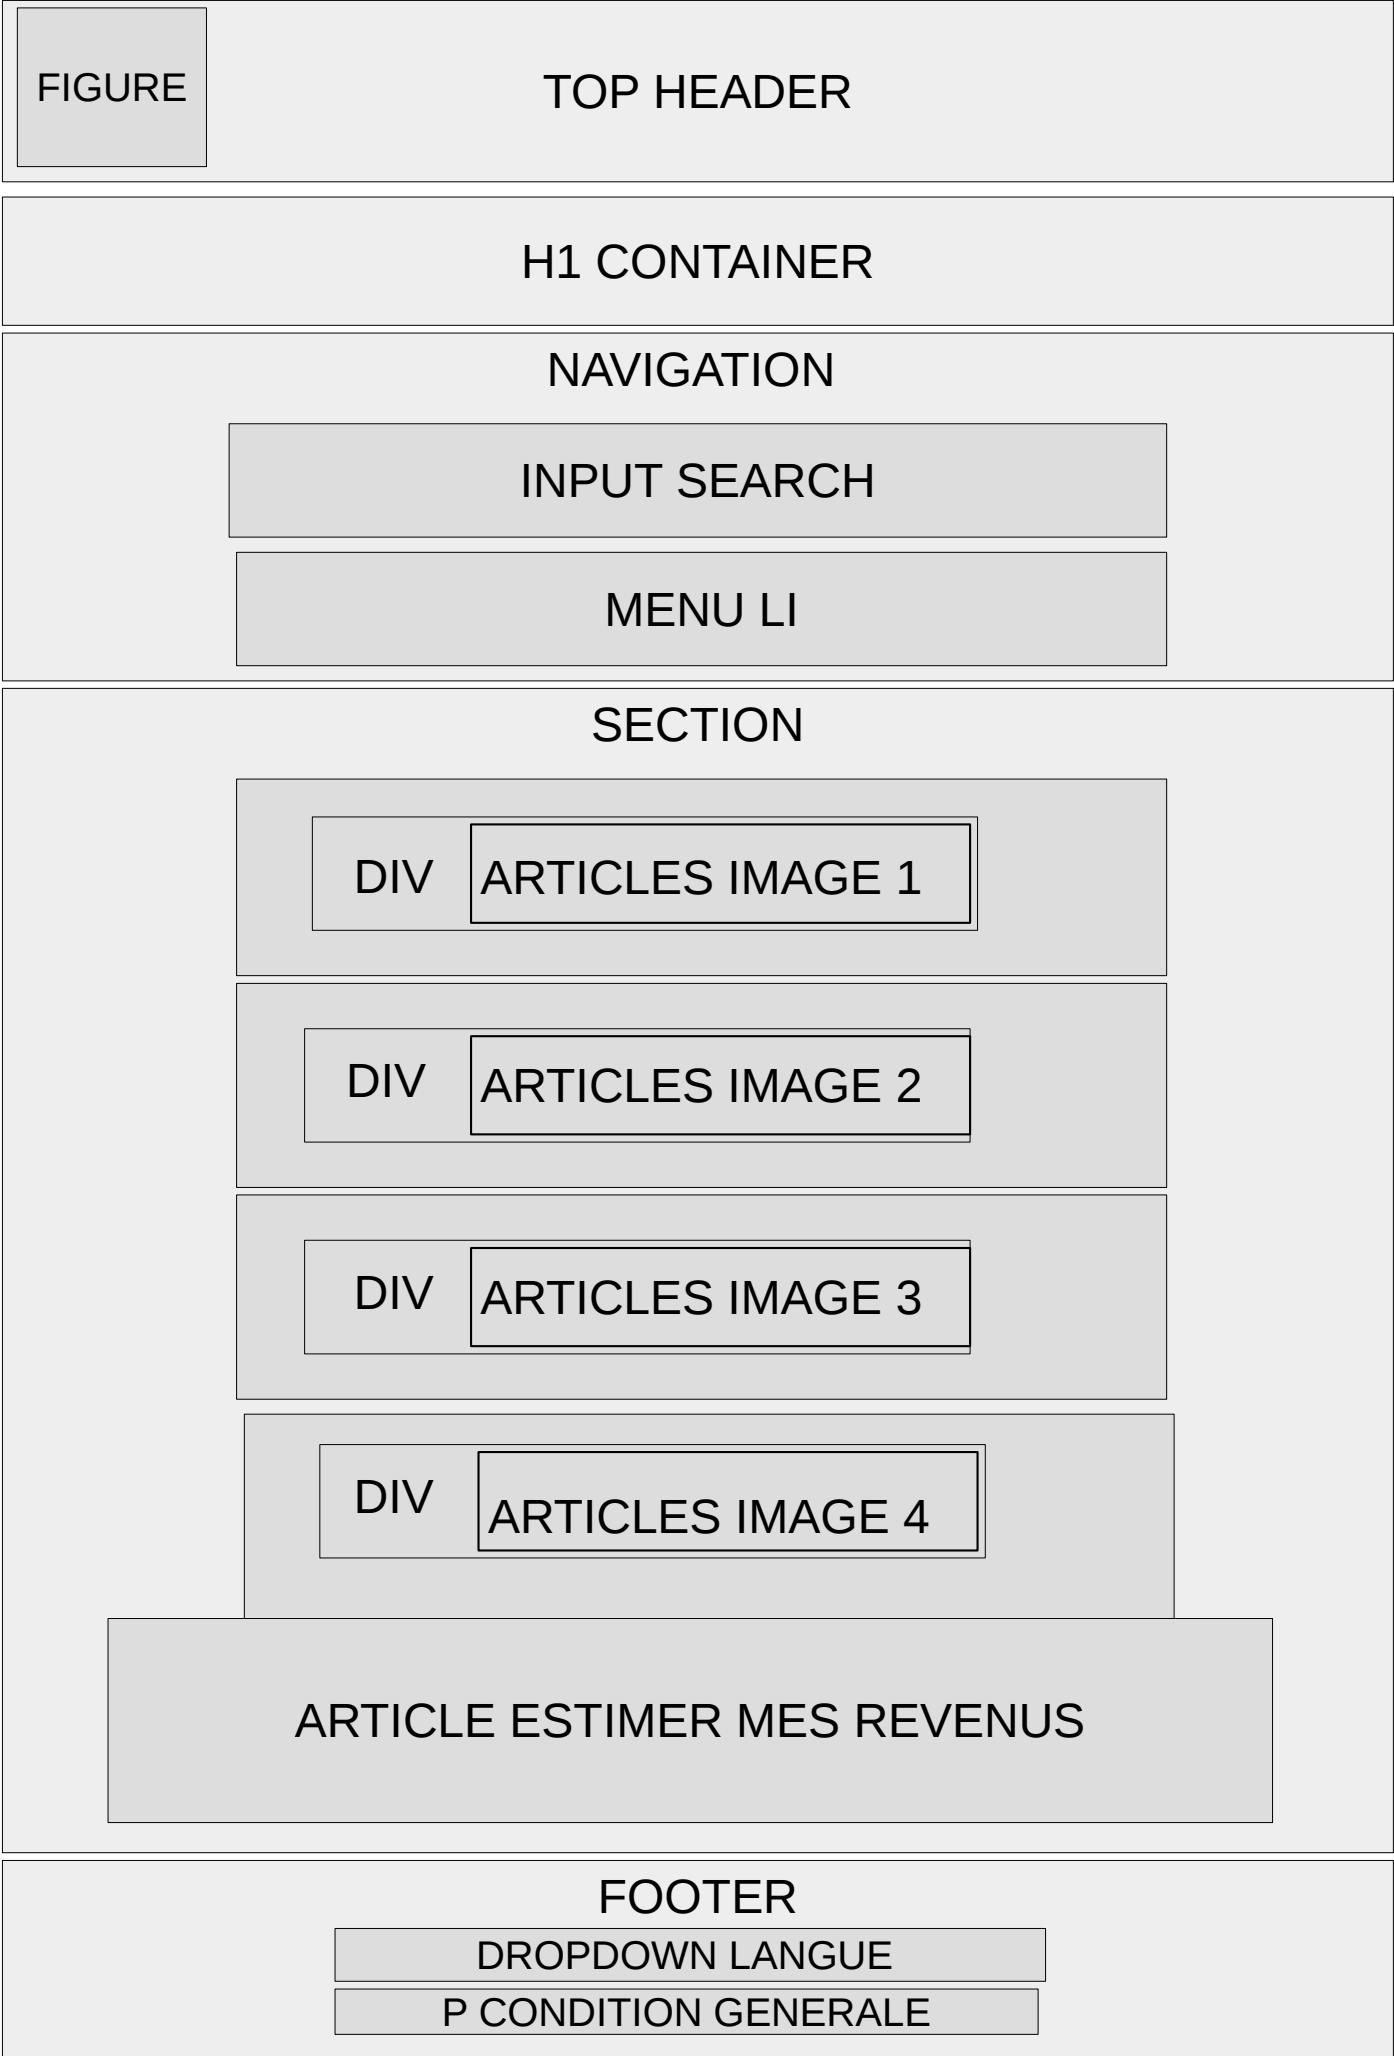 FIGURE
TOP HEADER
H1 CONTAINER
NAVIGATION
INPUT SEARCH
MENU LI
SECTION
DIV
ARTICLES IMAGE 1
DIV
ARTICLES IMAGE 2
DIV
ARTICLES IMAGE 3
DIV
ARTICLES IMAGE 4
ARTICLE ESTIMER MES REVENUS
FOOTER
DROPDOWN LANGUE
P CONDITION GENERALE